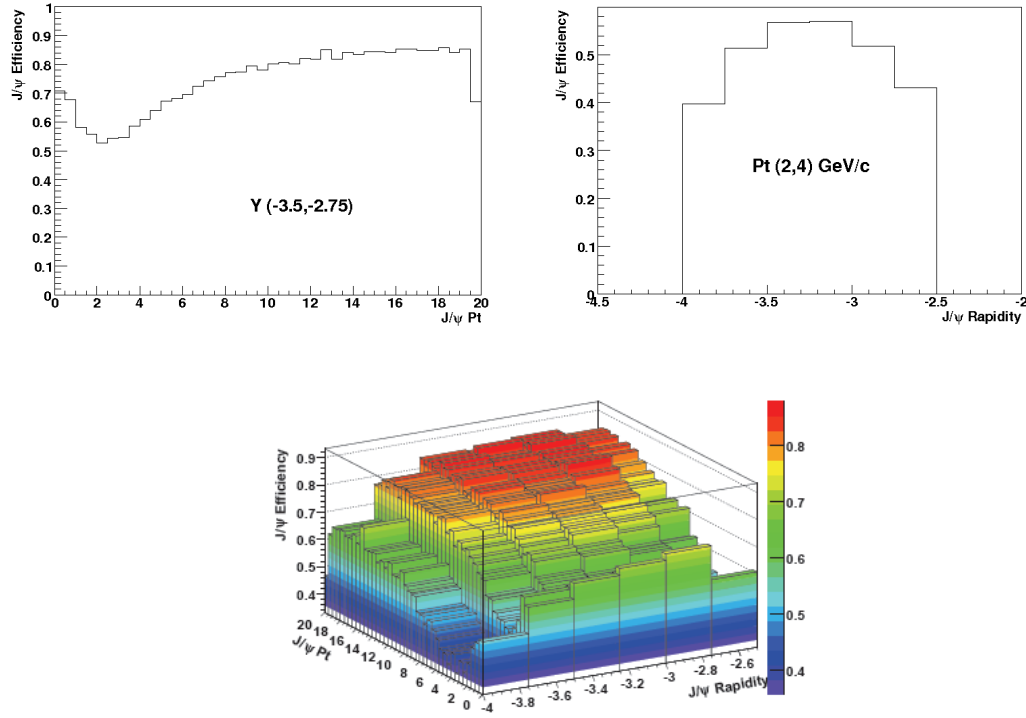 J/ψ Efficiency
1
0.9
0.8
0.7
0.6
0.5
0.4
0.3
0.2
0.1
0
Y (-3.5,-2.75)
0 2 4 6 8 10 12 14 16 18 20
J/ψ Pt
J/ψ Efficiency
0.5
0.4
0.3
0.2
0.1
0
Pt (2,4) GeV/c
-4.5 -4 -3.5 -3 -2.5 -2
J/ψ Rapidity
J/ψ Efficiency
0.9
0.8
0.7
0.6
0.5
0.4
20 18 16 14 12 10 8 6 4 2 0
J/ψ Pt
-4 -3.8 -3.6 -3.4 -3.2 -3 -2.8 -2.6
J/ψ Rapidity
0.8
0.7
0.6
0.5
0.4